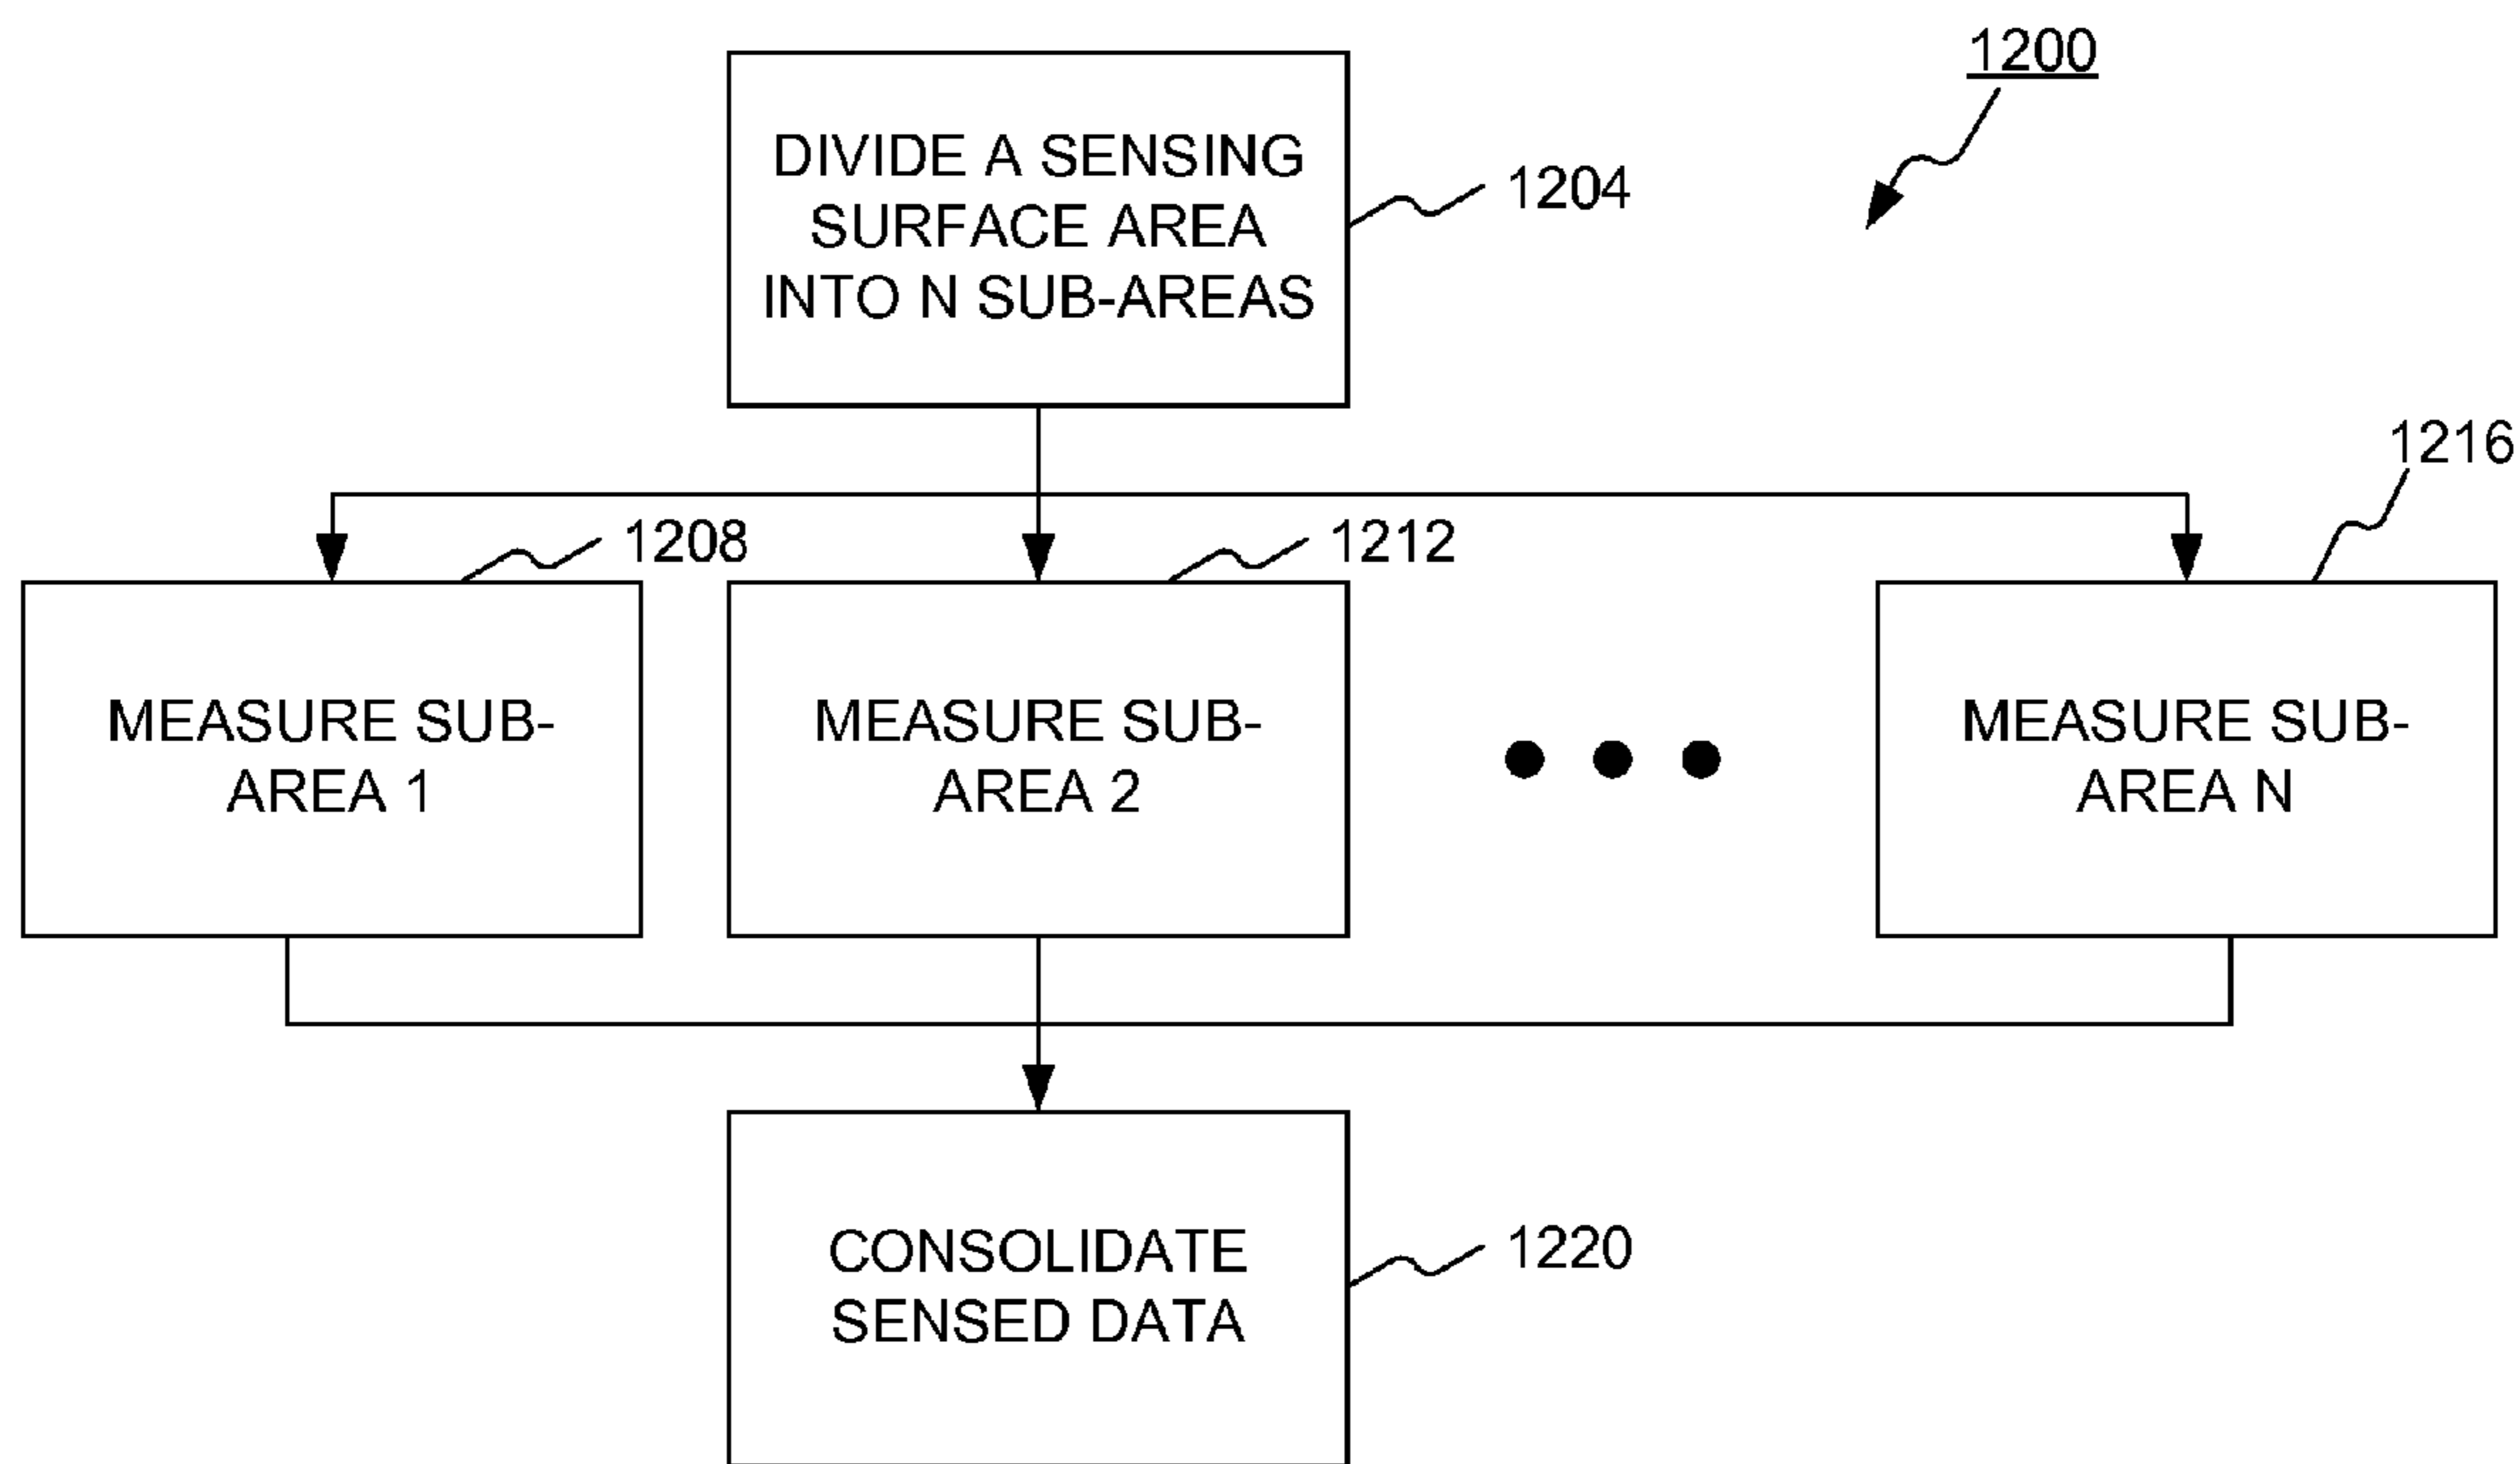 1200
DIVIDE A SENSING
SURFACE AREA
INTO N SUB-AREAS
1204
1216
1208
1212
MEASURE SUB-
AREA 1
MEASURE SUB-
AREA 2
MEASURE SUB-
AREA N
CONSOLIDATE
SENSED DATA
1220